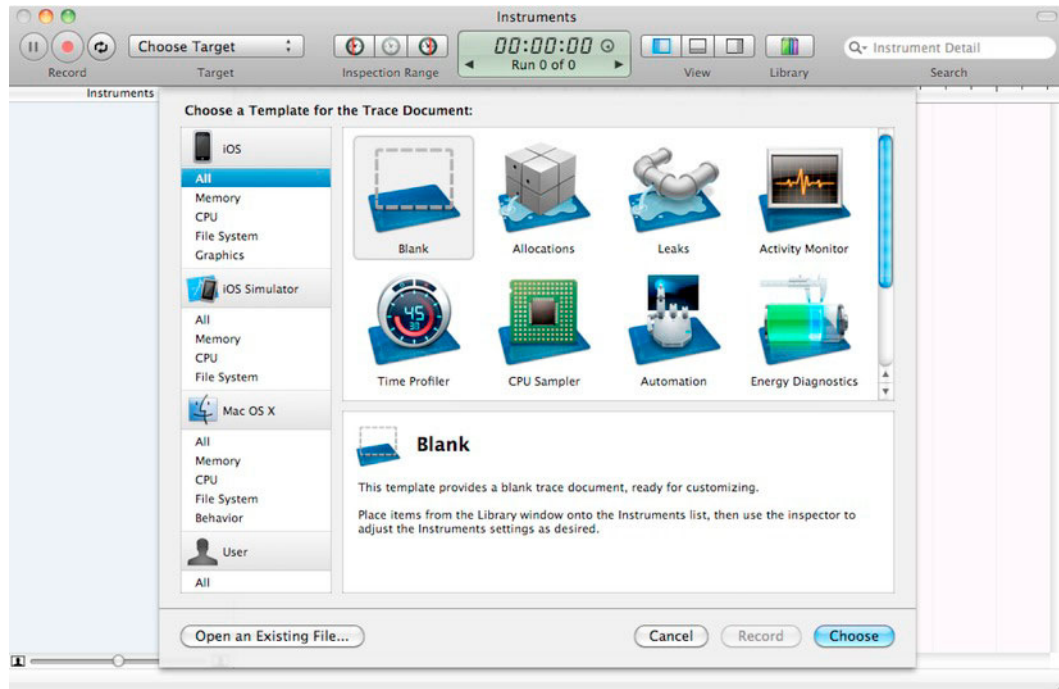 Instruments
Choose Target
00:00:00
Run 0 of 0
Instrument Detail
Record
Target
Inspection Range
View
Library
Search
Instruments
Choose a Template for the Trace Document:
iOS
All
Memory
CPU
File System
Graphics
iOS Simulator
All
Memory
CPU
File System
Mac OS X
All
Memory
CPU
File System
Behavior
User
All
Blank
Allocations
Leaks
Activity Monitor
45
Time Profiler
CPU Sampler
Automation
Energy Diagnostics
Blank
This template provides a blank trace document, ready for customizing.
Place items from the Library window onto the Instruments list, then use the inspector to
adjust the Instruments settings as desired.
Open an Existing File...
Cancel
Record
Choose